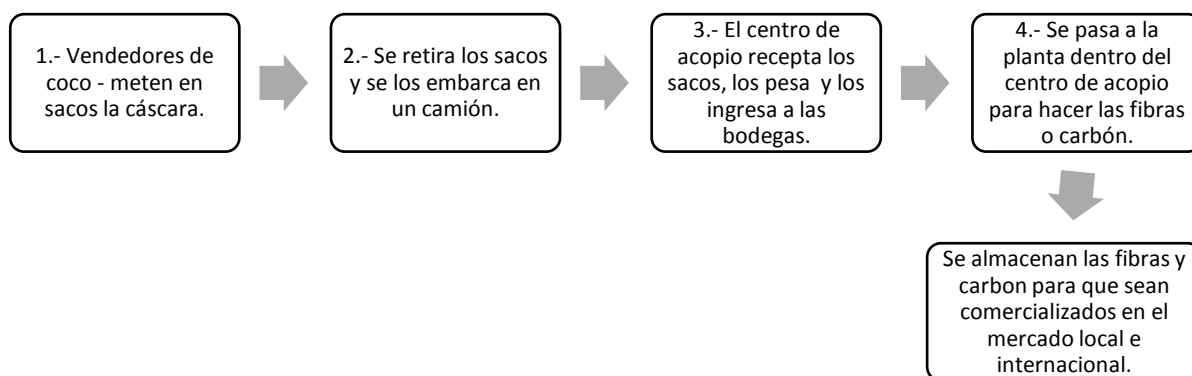 1.- Vendedores de
coco - meten en
sacos la cáscara.
2.- Se retira los sacos
y se los embarca en
un camión.
3.- El centro de
acopio recepta los
sacos, los pesa y los
ingresa a las
bodegas.
4.- Se pasa a la
planta dentro del
centro de acopio
para hacer las fibras
o carbón.
Se almacenan las fibras y
carbon para que sean
comercializados en el
mercado local e
internacional.